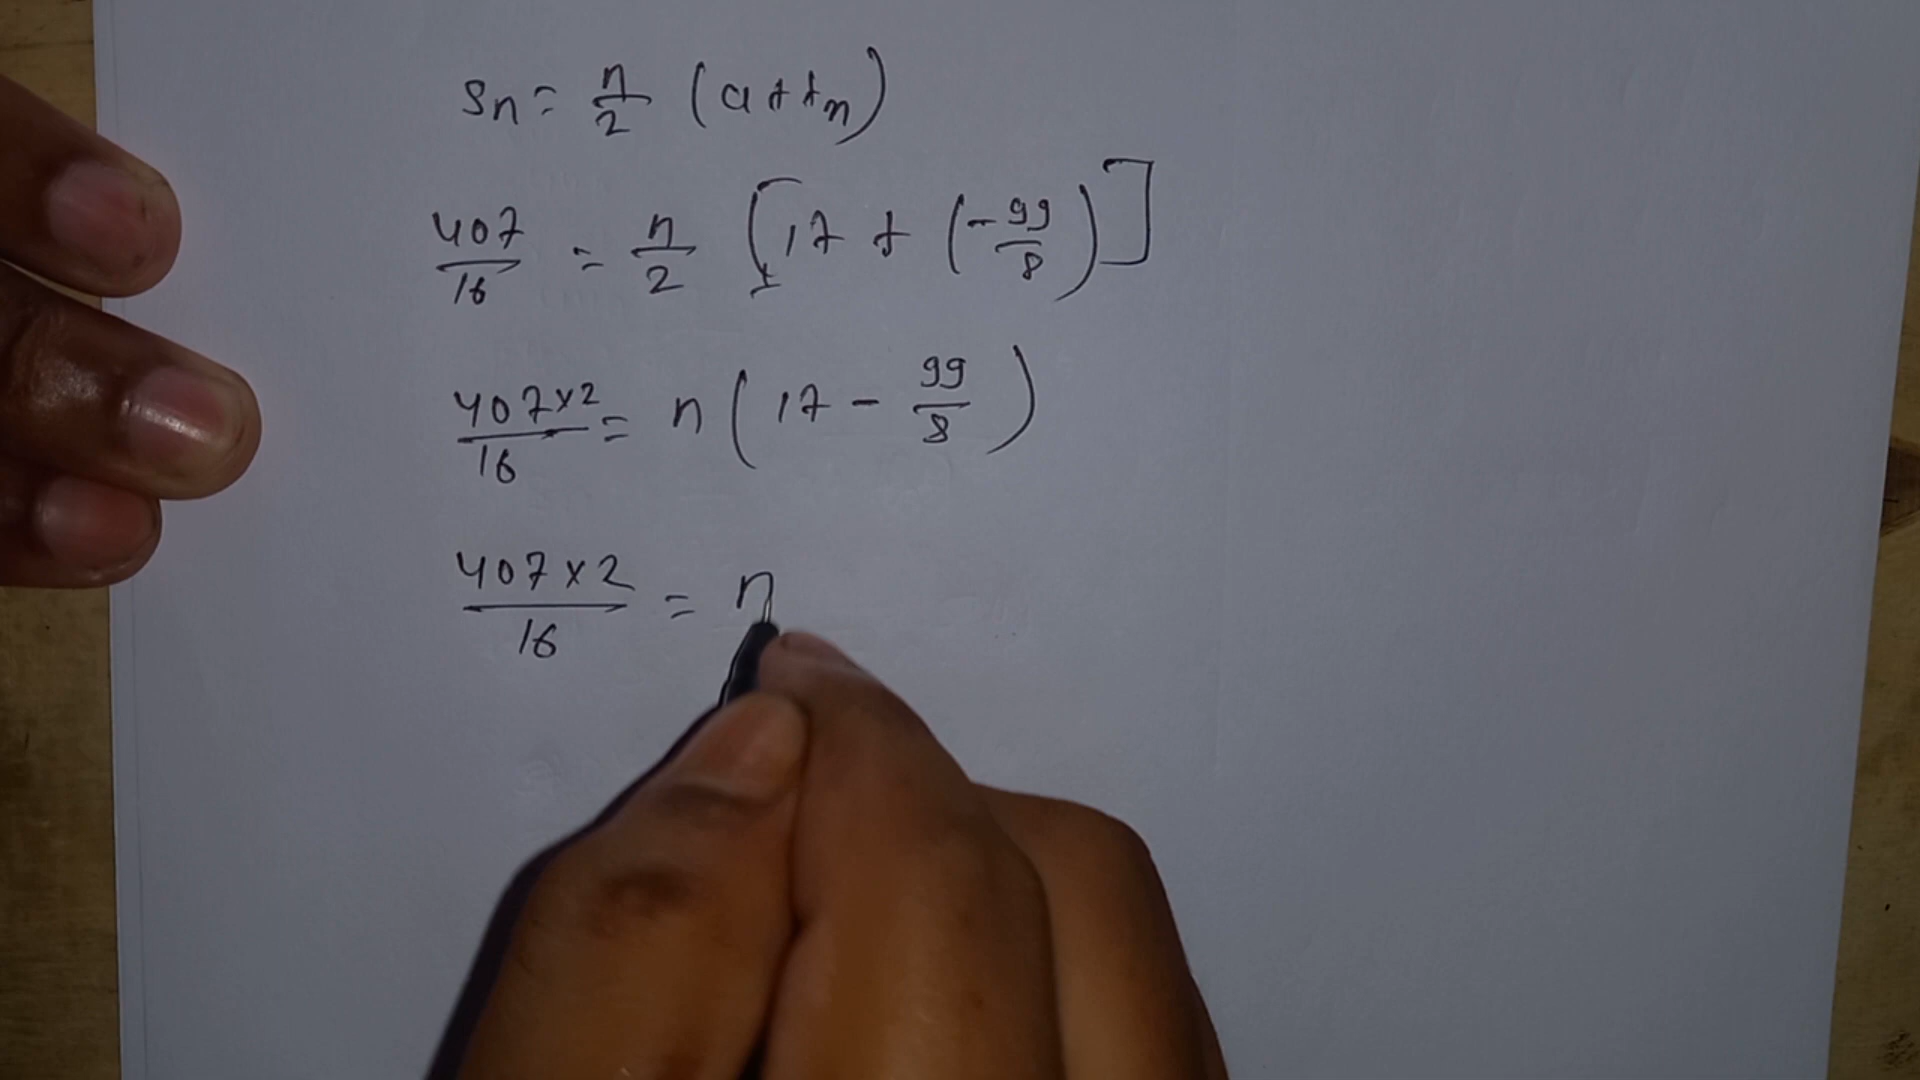 Sn = n/2 (a + tn)
407/16 = n/2 [17 + (-99/8)]
407×2/16 = n (17 - 99/8)
407×2/16 = n